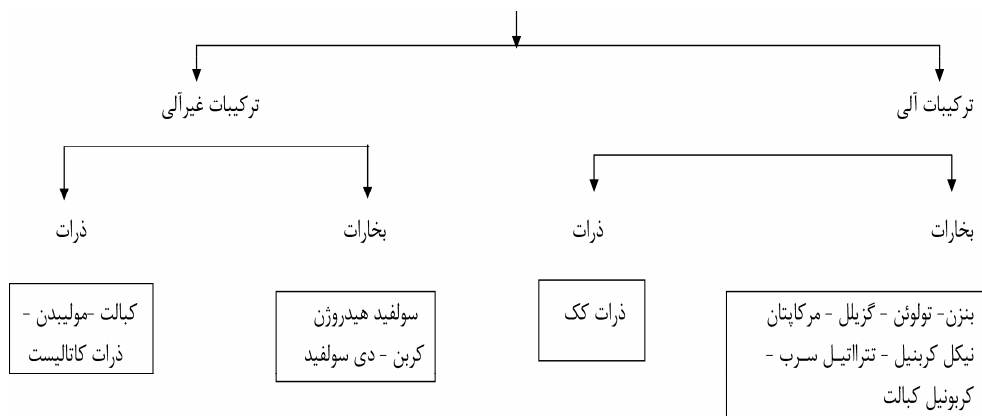 ترکیبات آلی
ترکیبات غیرآلی
بخارات
ذرات
بخارات
ذرات
بنزن- تولوئن - گزیلل - مرکاپتان
نیکل کربنیل - تترااتیـل سـرب -
کربونیل کبالت
ذرات کک
سولفید هیدروژن
کربن - دی سولفید
کبالت -مولیبدن -
ذرات کاتالیست